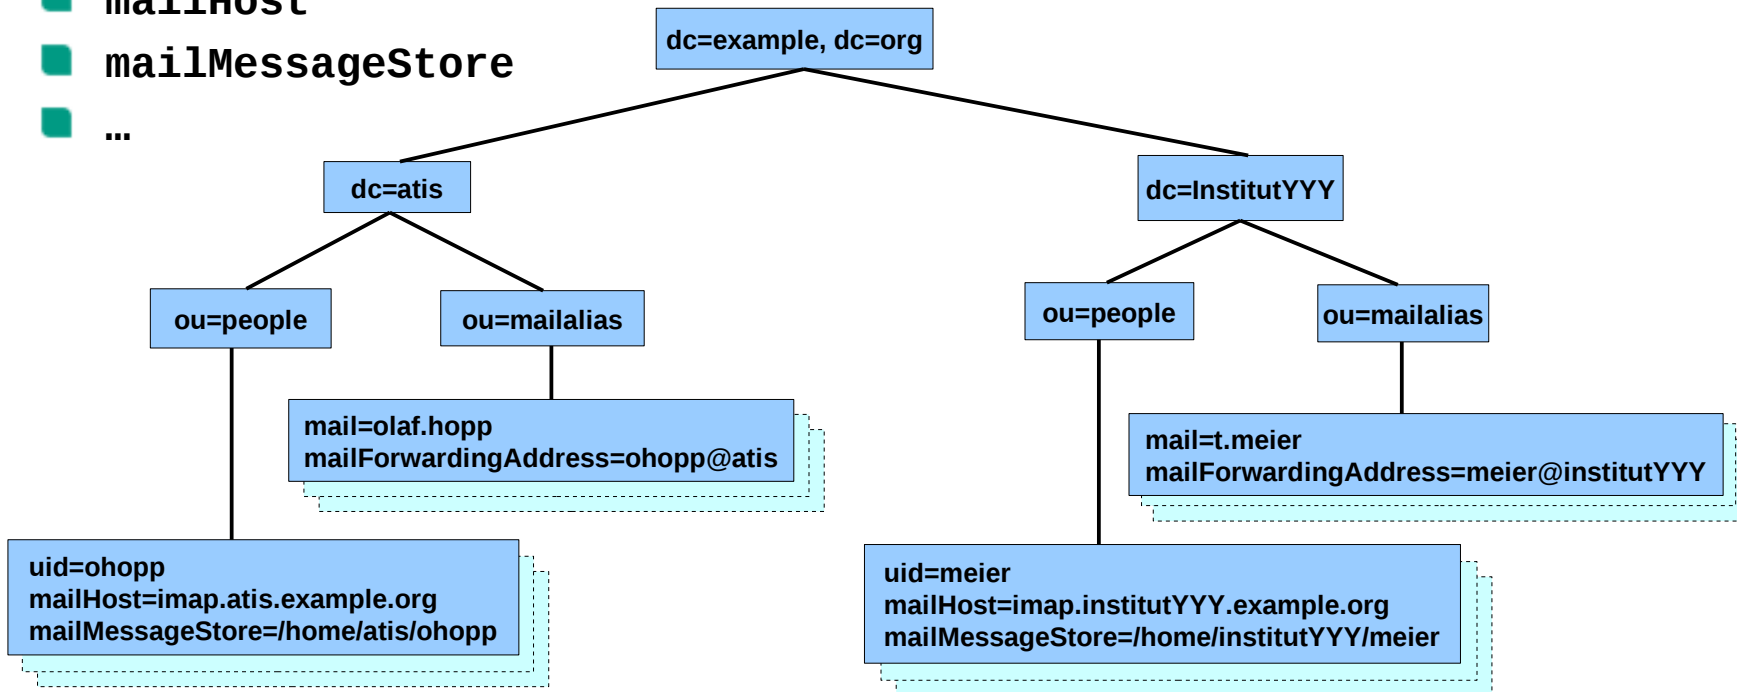 mailHost
mailMessageStore
…
dc=example, dc=org
dc=atis
dc=InstitutYYY
ou=people
ou=mailalias
ou=people
ou=mailalias
mail=olaf.hopp
mailForwardingAddress=ohopp@atis
mail=t.meier
mailForwardingAddress=meier@institutYYY
uid=ohopp
mailHost=imap.atis.example.org
mailMessageStore=/home/atis/ohopp
uid=meier
mailHost=imap.institutYYY.example.org
mailMessageStore=/home/institutYYY/meier